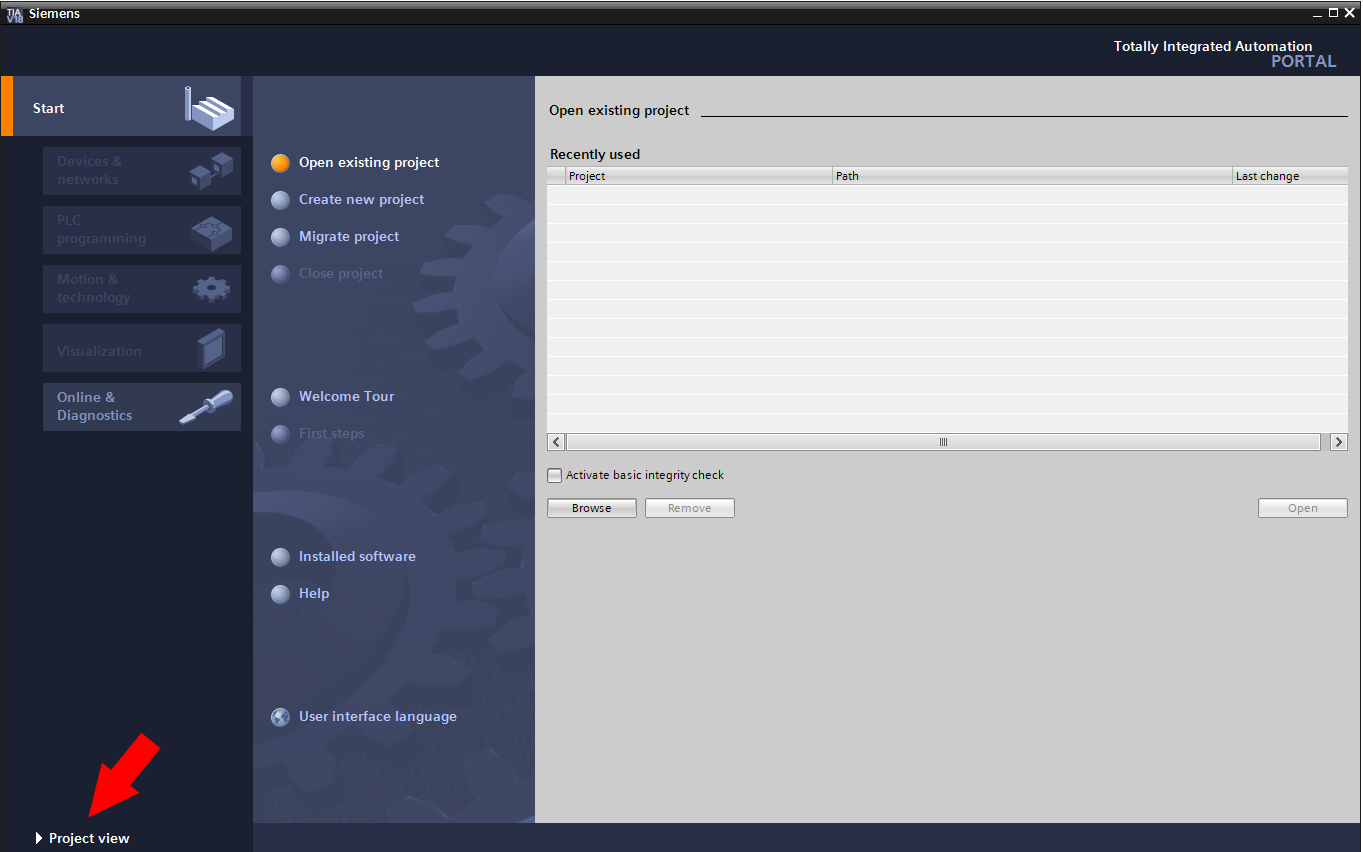 TIA
V18
Siemens
Totally Integrated Automation
PORTAL
Start
Devices &
networks
PLC
programming
Motion &
technology
Visualization
Online &
Diagnostics
Open existing project
Create new project
Migrate project
Close project
Welcome Tour
First steps
Installed software
Help
User interface language
Open existing project
Recently used
Project Path Last change
Activate basic integrity check
Browse Remove Open
Project view